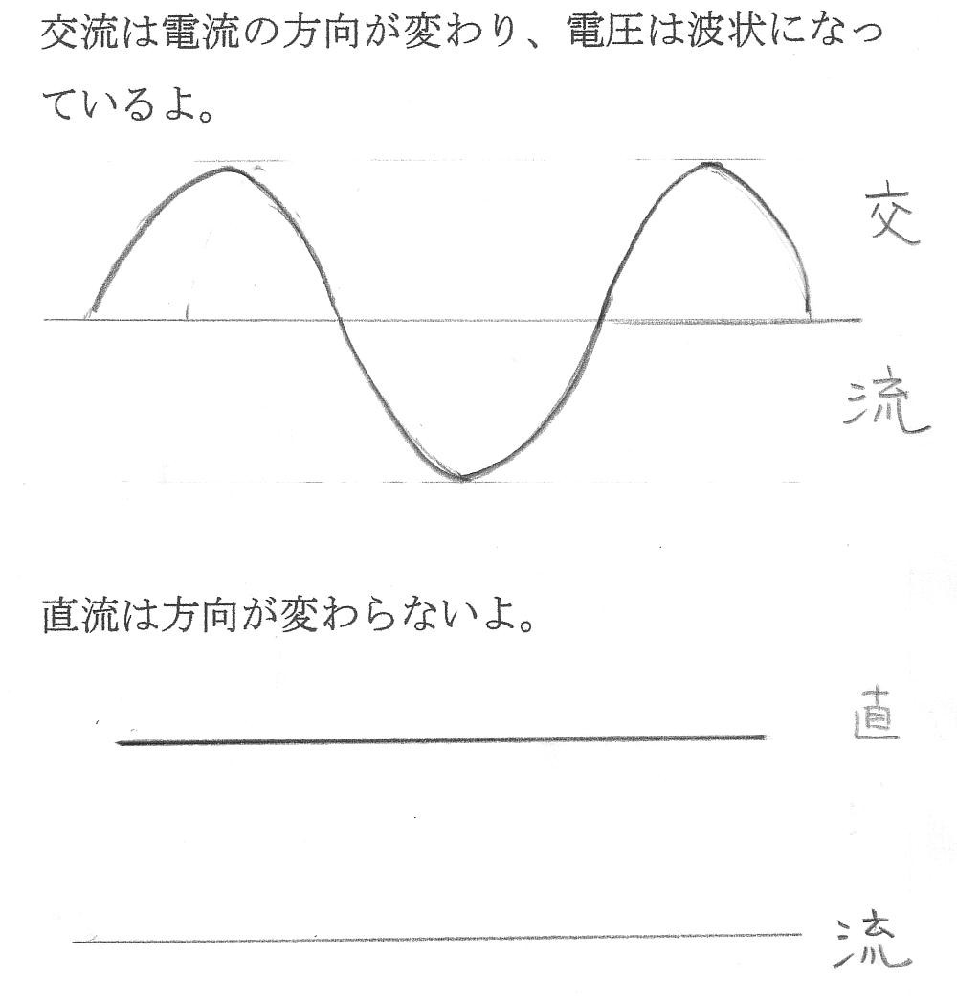 交流は電流の方向が変わり、電圧は波状になっ
ているよ。
交
流
直流は方向が変わらないよ。
直
流